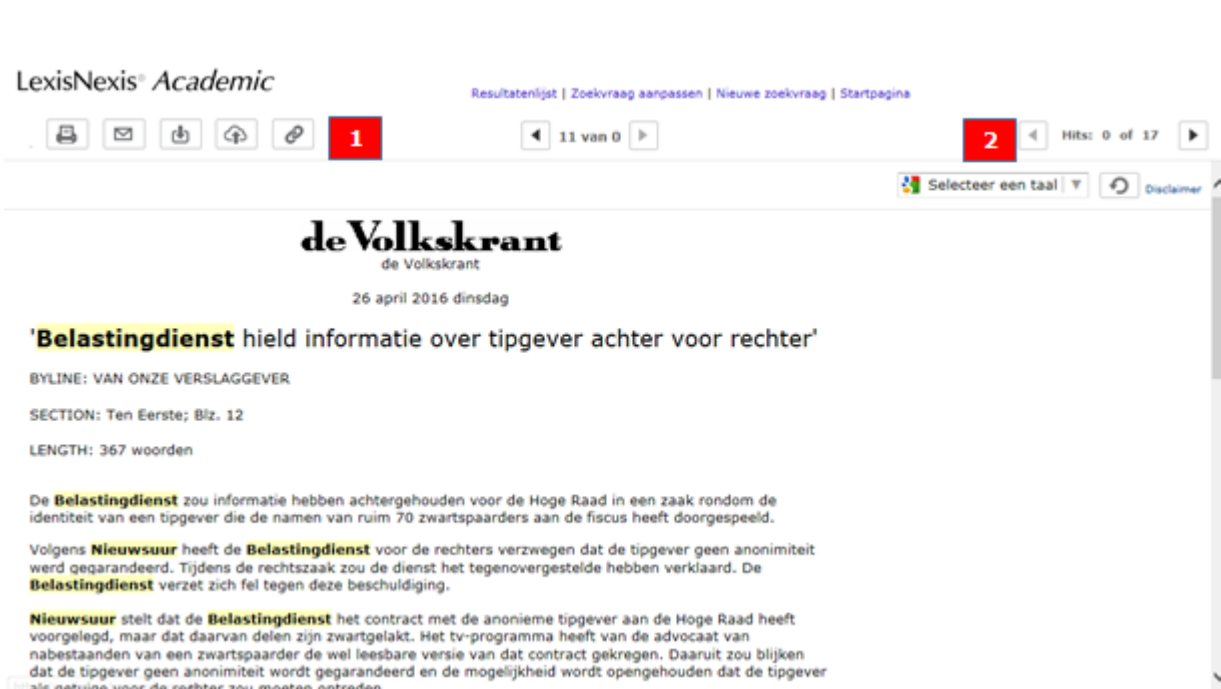 LexisNexis® Academic
Resultatenlijst | Zoekvraag aanpassen | Nieuwe zoekvraag | Startpagina
1
11 van 0
2
Hits: 0 of 17
Selecteer een taal
Disclaimer
de Volkskrant
de Volkskrant
26 april 2016 dinsdag
'Belastingdienst hield informatie over tipgever achter voor rechter'
BYLINE: VAN ONZE VERSLAGGEVER
SECTION: Ten Eerste; Blz. 12
LENGTH: 367 woorden
De Belastingdienst zou informatie hebben achtergehouden voor de Hoge Raad in een zaak rondom de
identiteit van een tipgever die de namen van ruim 70 zwartspaarders aan de fiscus heeft doorgespeeld.
Volgens Nieuwsuur heeft de Belastingdienst voor de rechters verzwegen dat de tipgever geen anonimiteit
werd gegarandeerd. Tijdens de rechtszaak zou de dienst het tegenovergestelde hebben verklaard. De
Belastingdienst verzet zich fel tegen deze beschuldiging.
Nieuwsuur stelt dat de Belastingdienst het contract met de anonieme tipgever aan de Hoge Raad heeft
voorgelegd, maar dat daarvan delen zijn zwartgelakt. Het tv-programma heeft van de advocaat van
nabestaanden van een zwartspaarder de wel leesbare versie van dat contract gekregen. Daaruit zou blijken
dat de tipgever geen anonimiteit wordt gegarandeerd en de mogelijkheid wordt opengehouden dat de tipgever
als getuige voor de rechter zou moeten optreden.